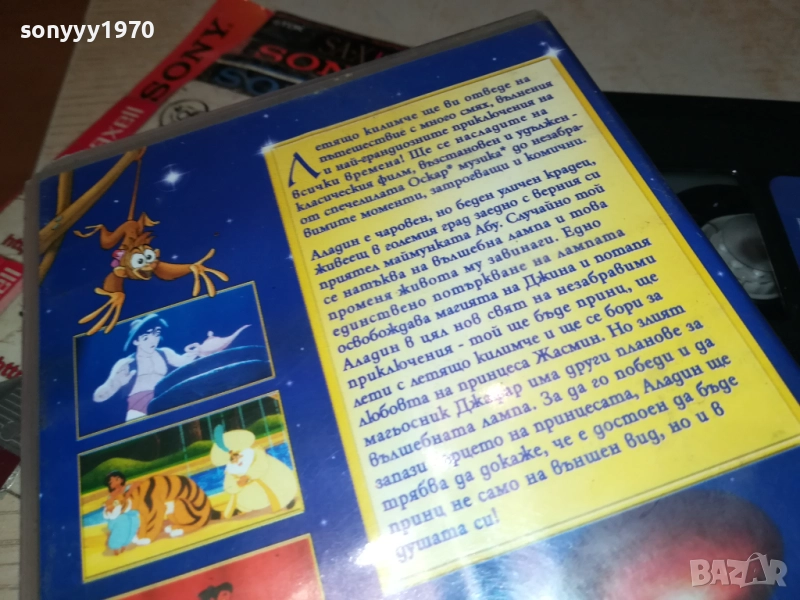 sonyyy1970
SONY
axell
TDK
SA-X
Летящо килимче ще ви отведе на
пътешествие с много смях, вълнения
и най-грандиозните приключения на
всички времена! Ще се насладите на
класическия филм, възстановен и удължен -
от спечелилата Оскар® музика* до незабра-
вимите моменти, затрогващи и комични.
Аладин е чаровен, но беден уличен крадец,
живеещ в големия град заедно с верния си
приятел маймунката Абу. Случайно той
се натъква на вълшебна лампа и това
променя живота му завинаги. Едно
единствено потъркване на лампата
освобождава магията на Джина и потапя
Аладин в цял нов свят на незабравими
приключения - той ще бъде принц, ще
лети с летящо килимче и ще се бори за
любовта на принцеса Жасмин. Но злият
магьосник Джафар има други планове за
вълшебната лампа. За да го победи и да
запази сърцето на принцесата, Аладин ще
трябва да докаже, че е достоен да бъде
принц не само на външен вид, но и в
душата си!
BAZAR